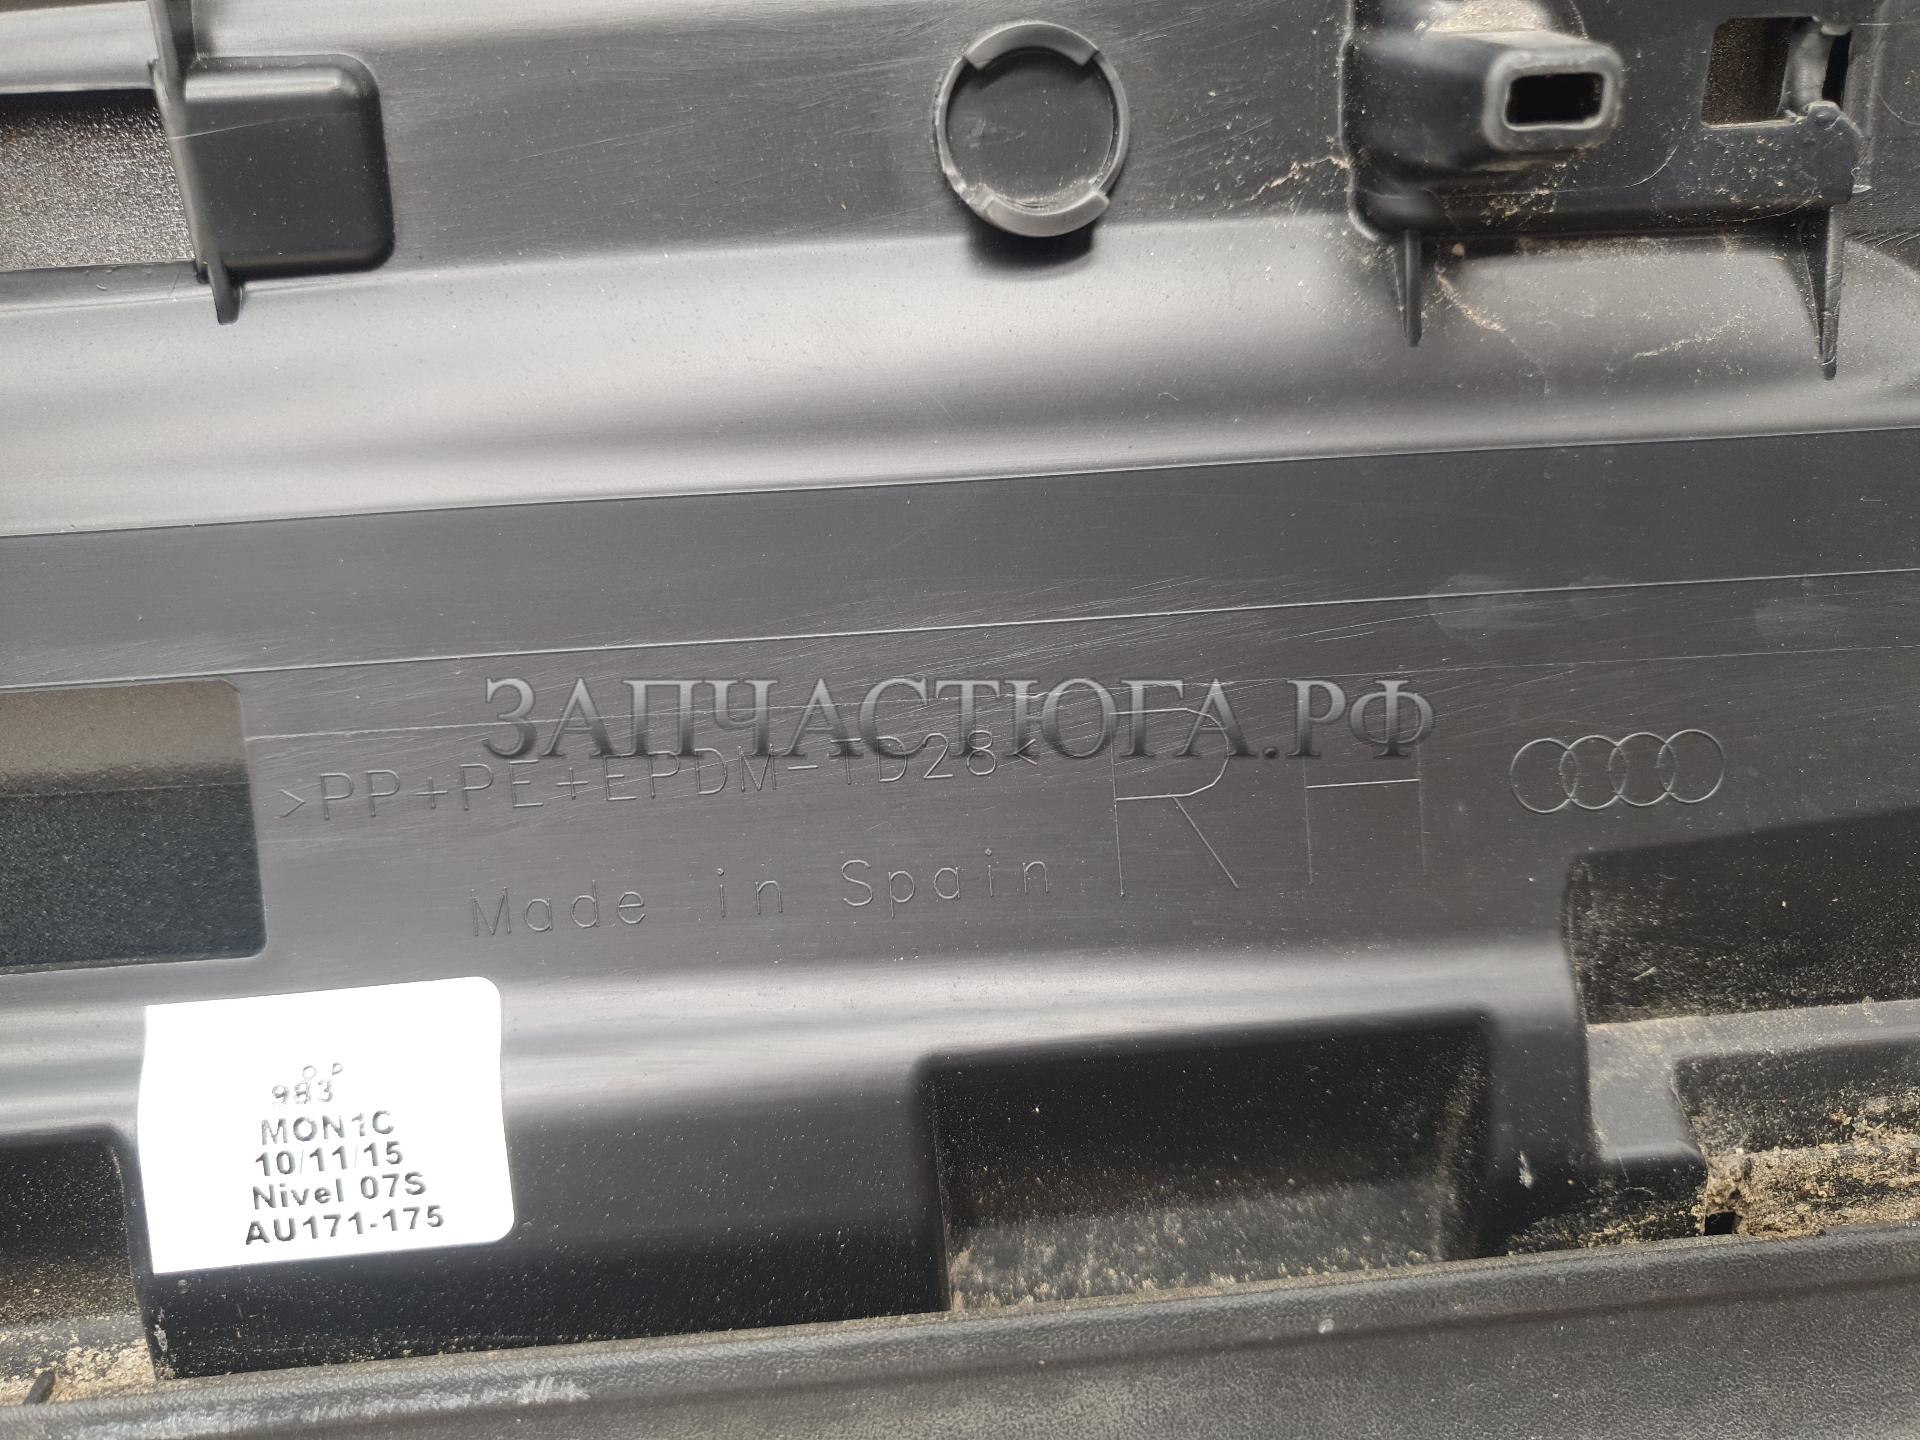 ЗАПЧАСТЮГА.РФ
>PP+PE+EPDM-TD28<
RH
Made in Spain
983
MON1C
10/11/15
Nivel 07S
AU171-175